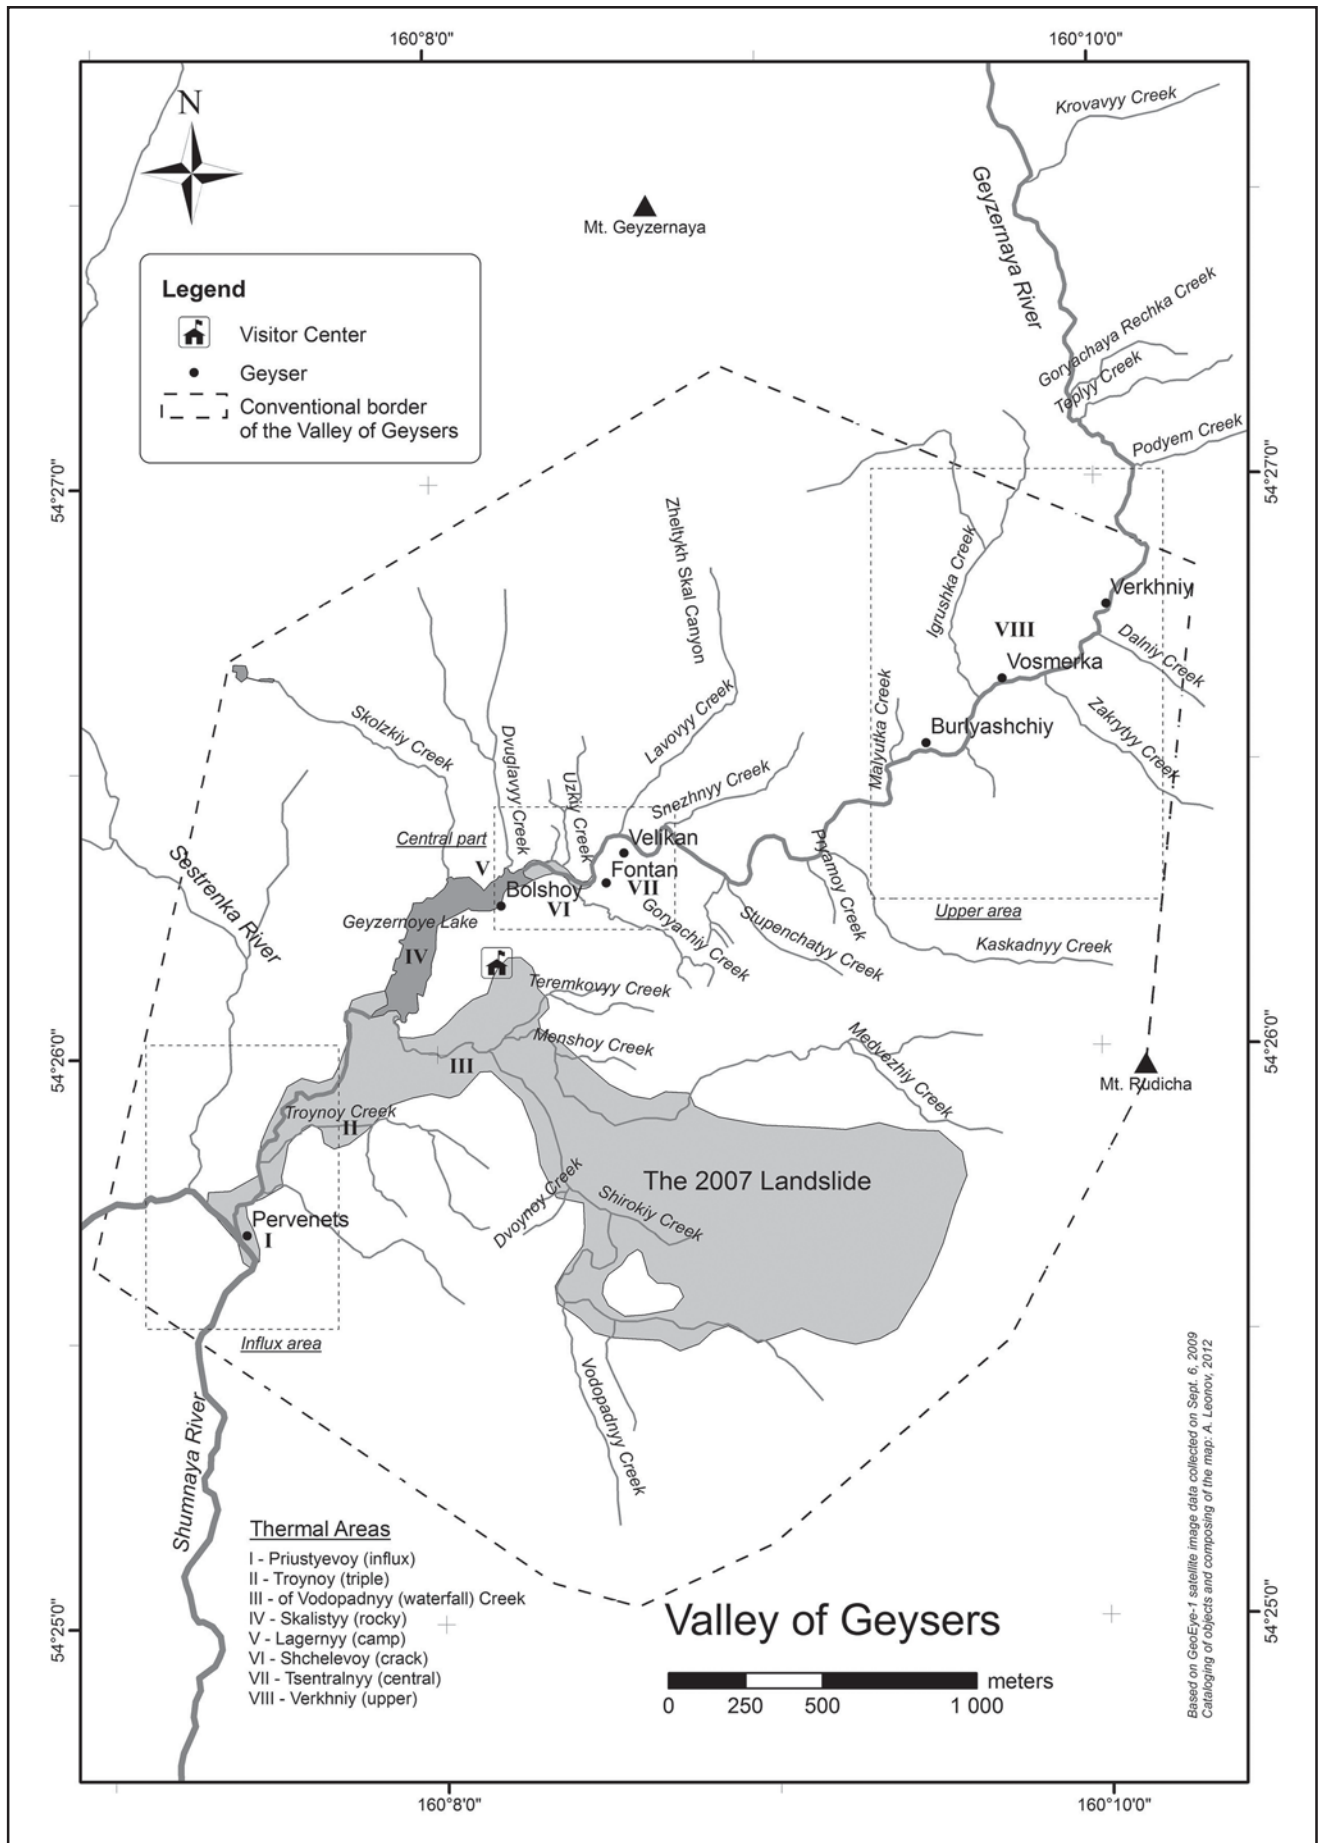 160°8'0"
160°10'0"
N
Krovavyy Creek
Geyzernaya River
Mt. Geyzernaya
Goryachaya Rechka Creek
Teplyy Creek
Podyem Creek
Legend
Visitor Center
Geyser
Conventional border
of the Valley of Geysers
54°27'0"
54°27'0"
Zheltykh Skal Canyon
Igrushka Creek
Verkhniy
VIII
Dalniy Creek
Vosmerka
Skolzkiy Creek
Lavovyy Creek
Malyutka Creek
Zakrytyy Creek
Burlyashchiy
Dvuglavyy Creek
Uzkiy Creek
Snezhnyy Creek
Central part
Velikan
Pryamoy Creek
Sestrenka River
V
Fontan
VII
Bolshoy
VI
Geyzernoye Lake
Goryachiy Creek
Stupenchatyy Creek
Upper area
Kaskadnyy Creek
IV
Teremkovyy Creek
Menshoy Creek
Medvezhiy Creek
54°26'0"
54°26'0"
III
Mt. Rudicha
Troynoy Creek
II
The 2007 Landslide
Dvoynoy Creek
Shirokiy Creek
Pervenets
I
Influx area
Vodopadnyy Creek
Shumnaya River
Thermal Areas
I - Priustyevoy (influx)
II - Troynoy (triple)
III - of Vodopadnyy (waterfall) Creek
IV - Skalistyy (rocky)
V - Lagernyy (camp)
VI - Shchelevoy (crack)
VII - Tsentralnyy (central)
VIII - Verkhniy (upper)
54°25'0"
54°25'0"
Valley of Geysers
meters
0 250 500 1 000
Based on GeoEye-1 satellite image data collected on Sept. 6, 2009
Cataloging of objects and composing of the map: A. Leonov, 2012
160°8'0"
160°10'0"